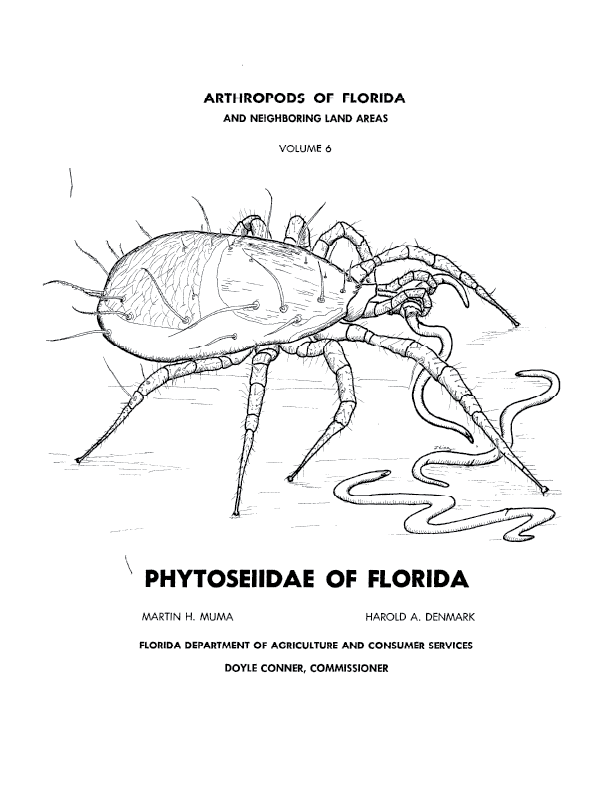 ARTHROPODS OF FLORIDA
AND NEIGHBORING LAND AREAS
VOLUME 6
PHYTOSEIIDAE OF FLORIDA
MARTIN H. MUMA HAROLD A. DENMARK
FLORIDA DEPARTMENT OF AGRICULTURE AND CONSUMER SERVICES
DOYLE CONNER, COMMISSIONER